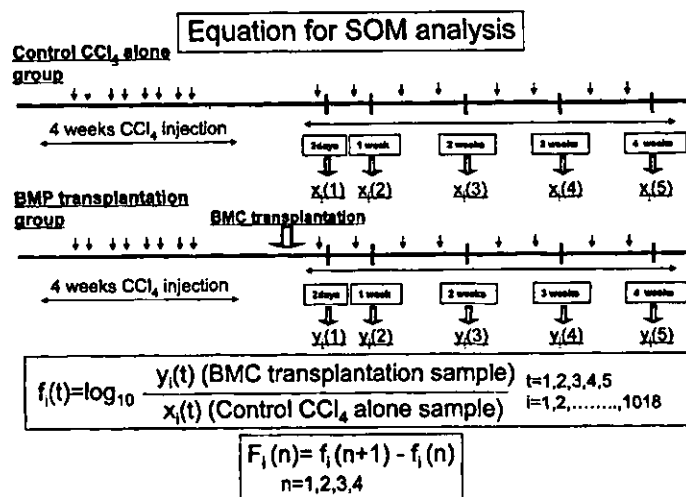 Equation for SOM analysis
Control CCl4 alone
group
4 weeks CCl4 injection
2days 1 week 2 weeks 3 weeks 4 weeks
xi(1) xi(2) xi(3) xi(4) xi(5)
BMP transplantation
group
BMC transplantation
4 weeks CCl4 injection
2days 1 week 2 weeks 3 weeks 4 weeks
yi(1) yi(2) yi(3) yi(4) yi(5)
fi(t)=log10 yi(t) (BMC transplantation sample)
xi(t) (Control CCl4 alone sample)
t=1,2,3,4,5
i=1,2,.......,1018
Fi (n)= fi (n+1) - fi (n)
n=1,2,3,4